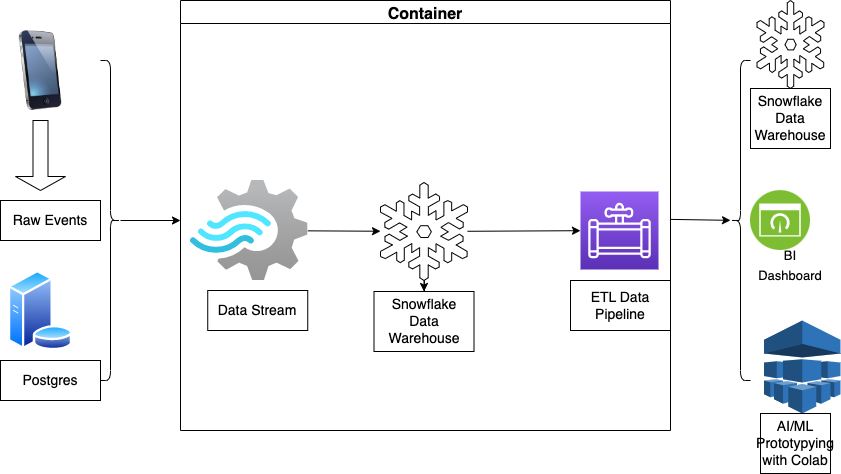 Container
Raw Events
Postgres
Data Stream
Snowflake
Data
Warehouse
ETL Data
Pipeline
Snowflake
Data
Warehouse
BI
Dashboard
AI/ML
Prototypying
with Colab